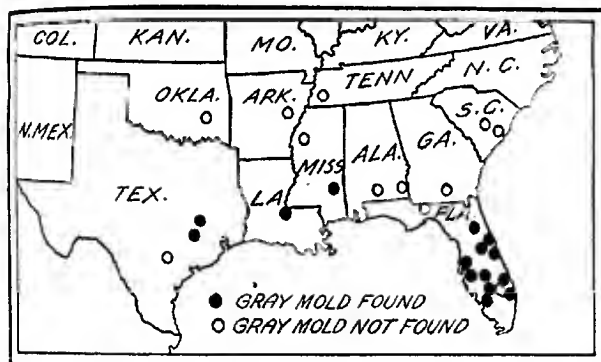 COL. KAN. MO. KY. VA.
N.MEX. OKLA. ARK. TENN N.C.
TEX. LA. MISS ALA. GA. S.C.
FLA.
GRAY MOLD FOUND
GRAY MOLD NOT FOUND